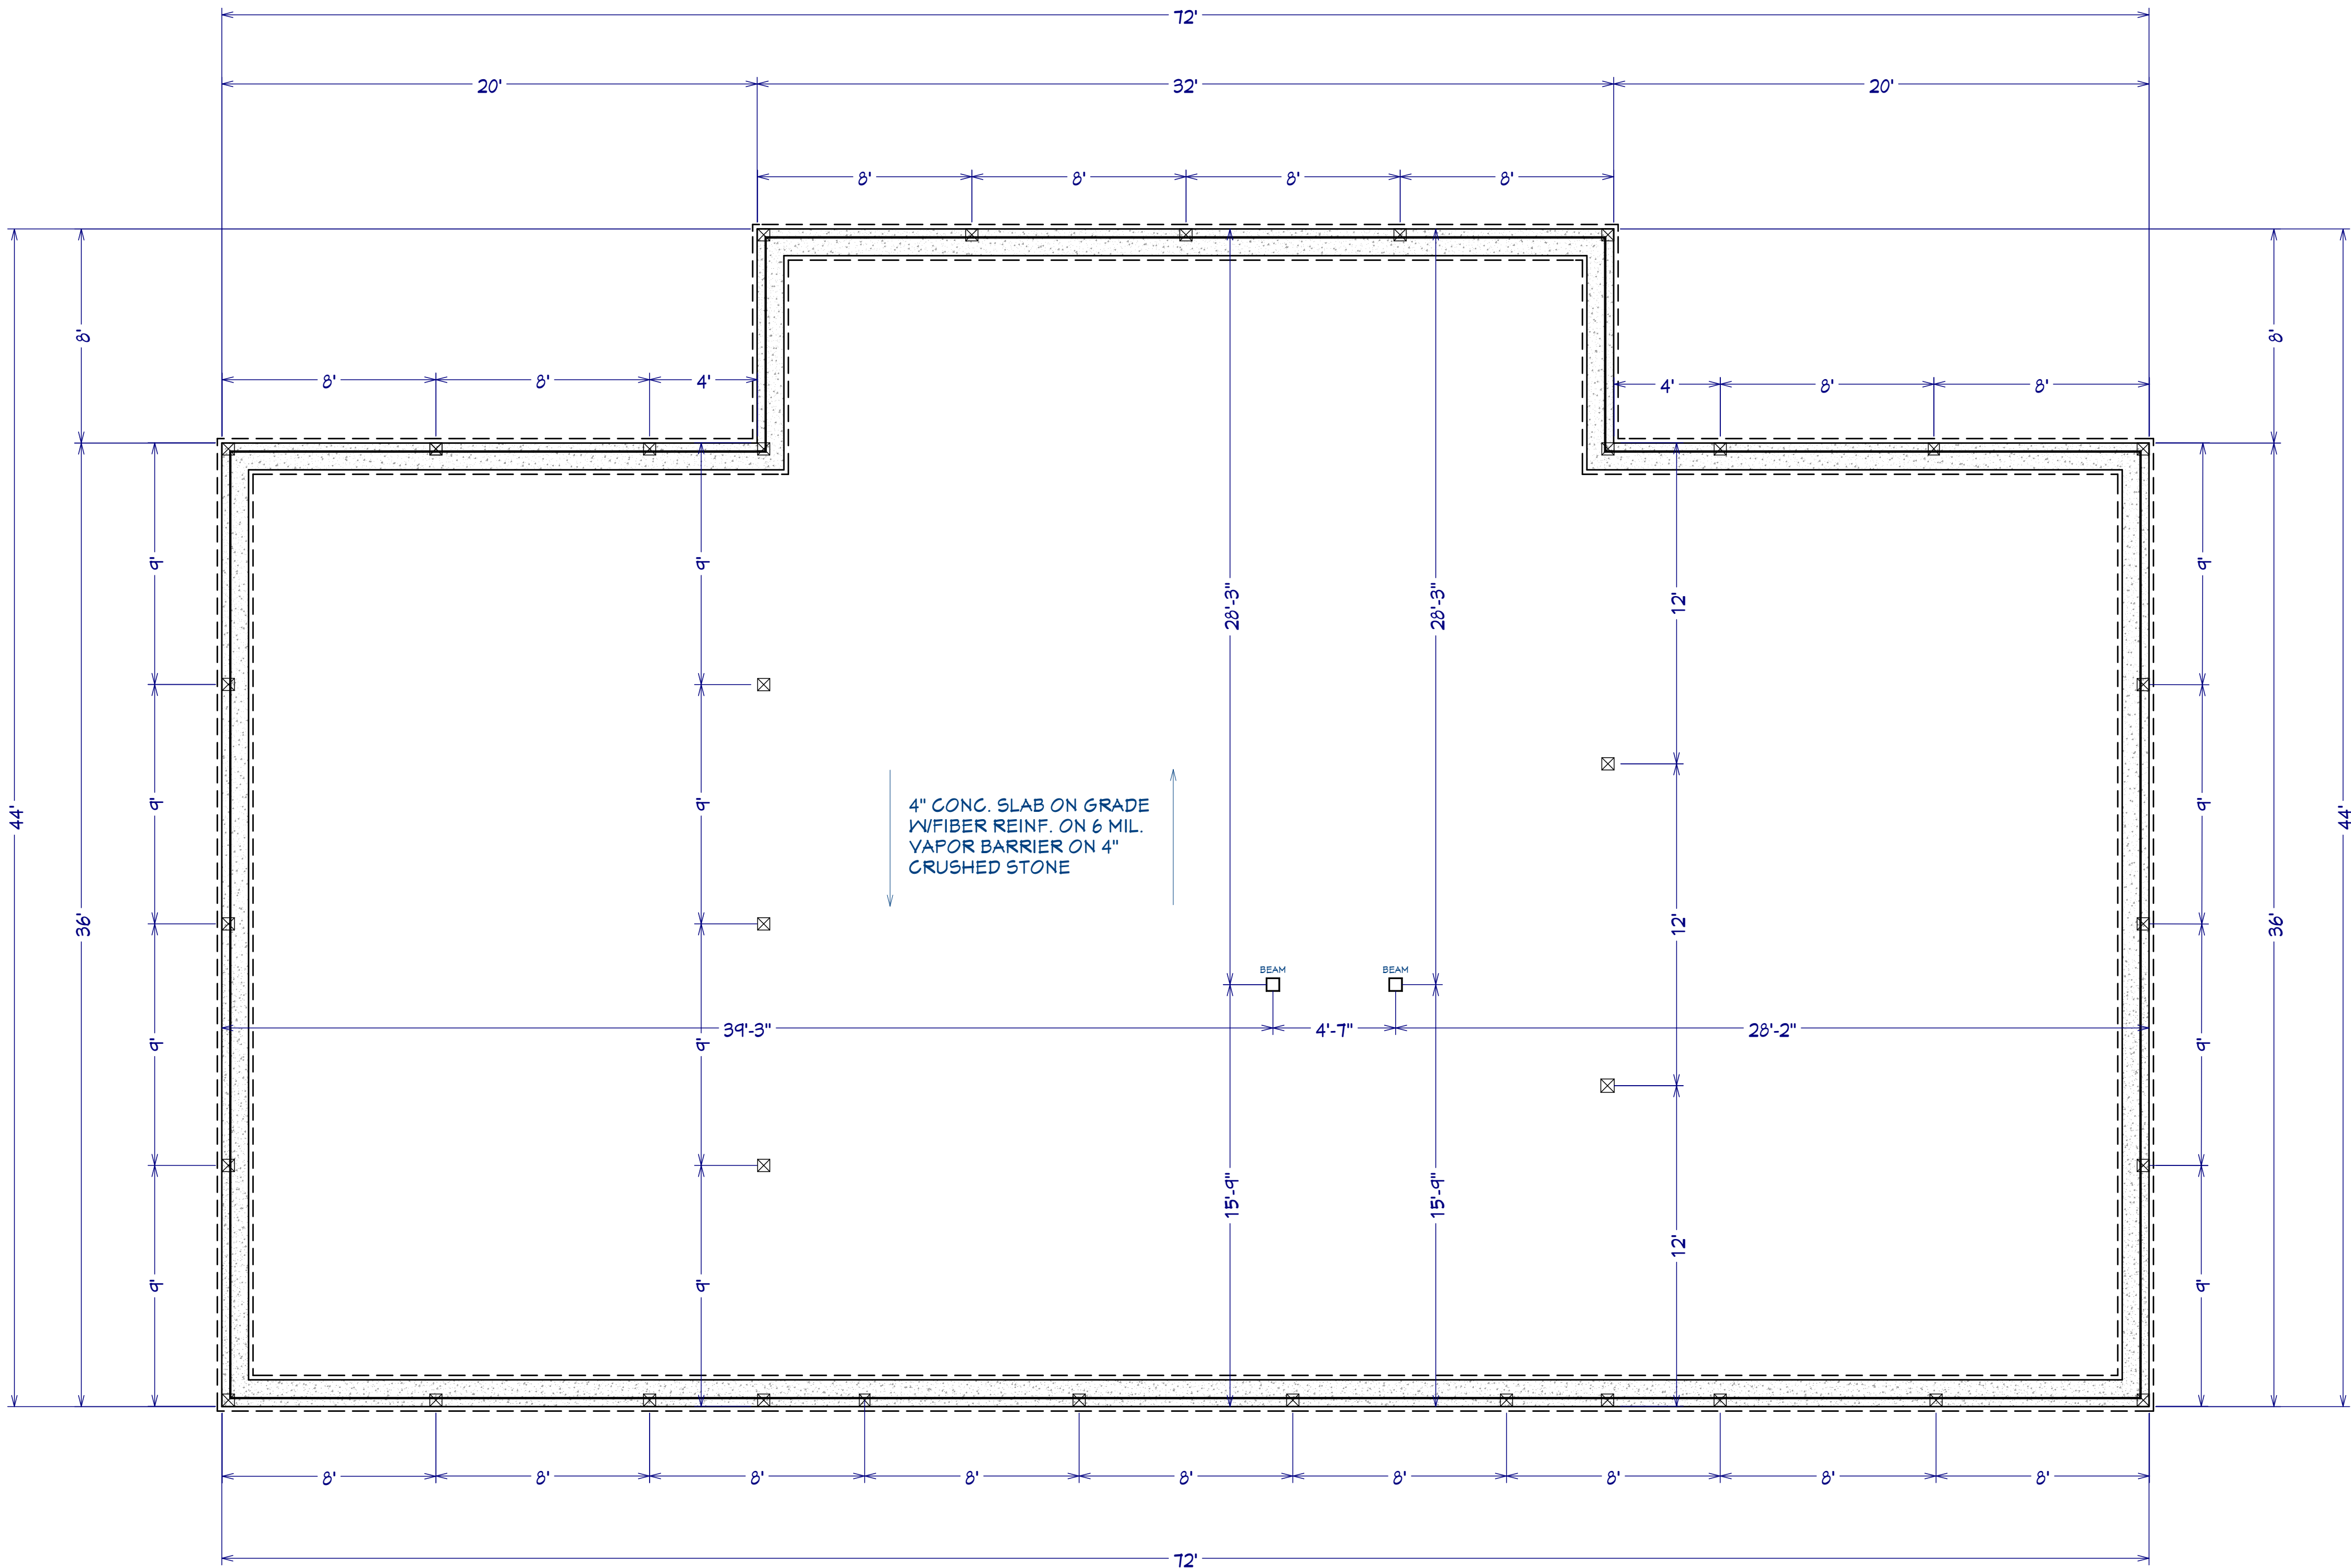 72'
20' 32' 20'
8' 8' 8' 8'
8' 8'
8' 8' 4' 4' 8' 8'
9' 9' 9'
28'-3" 28'-3"
12'
9' 9' 9'
4" CONC. SLAB ON GRADE
W/FIBER REINF. ON 6 MIL.
VAPOR BARRIER ON 4"
CRUSHED STONE
44' 44'
36' 12' 36'
BEAM BEAM
39'-3" 4'-7" 28'-2"
9' 9' 9'
15'-9" 15'-9"
12'
9' 9' 9'
8' 8' 8' 8' 8' 8' 8' 8' 8'
72'